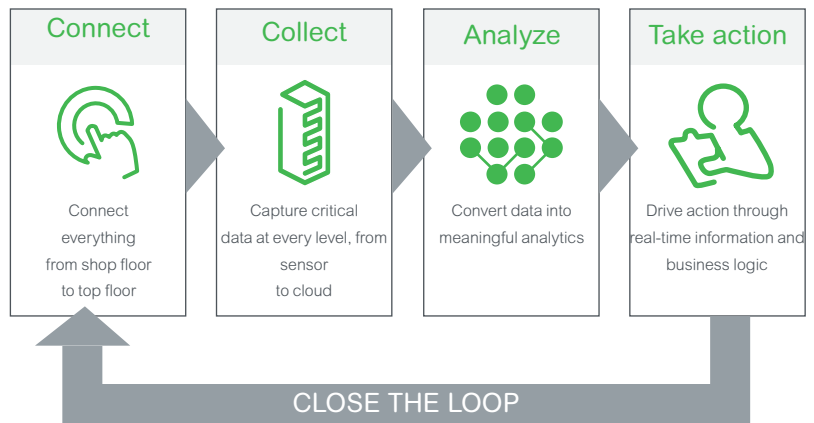 Connect
Connect
everything
from shop floor
to top floor
Collect
Capture critical
data at every level, from
sensor
to cloud
Analyze
Convert data into
meaningful analytics
Take action
Drive action through
real-time information and
business logic
CLOSE THE LOOP